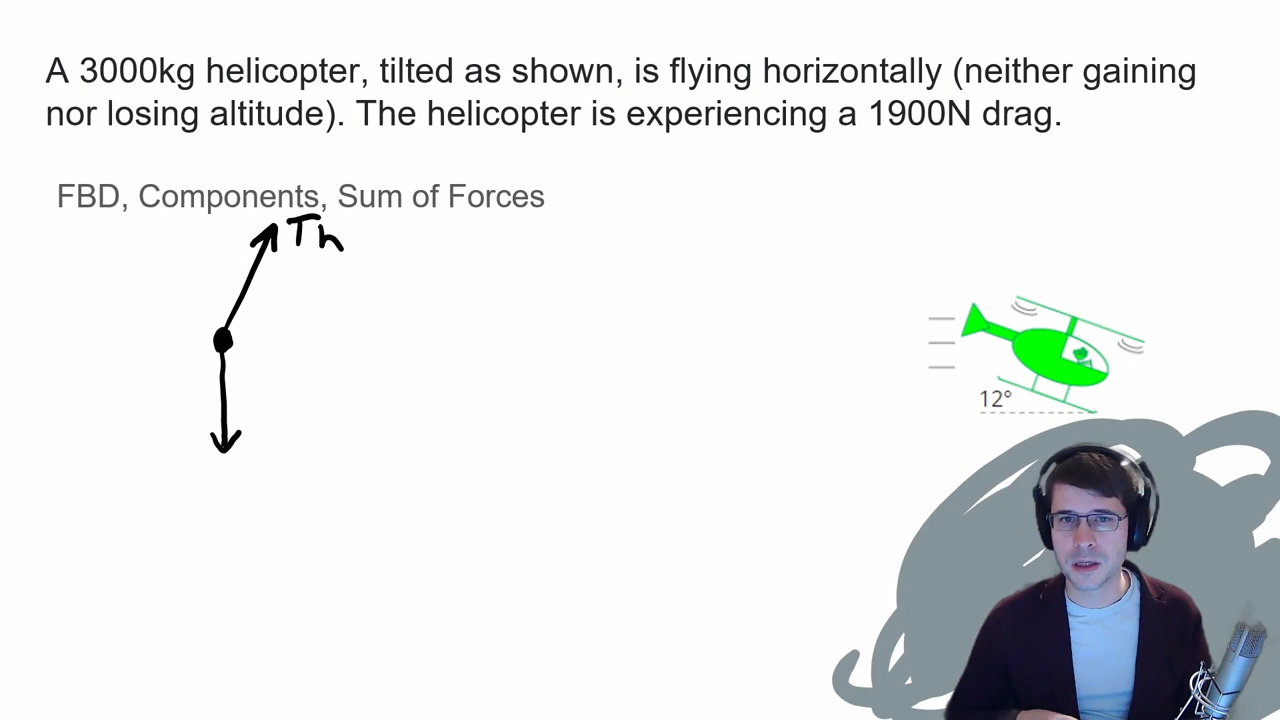 A 3000kg helicopter, tilted as shown, is flying horizontally (neither gaining
nor losing altitude). The helicopter is experiencing a 1900N drag.
FBD, Components, Sum of Forces
Th
12°